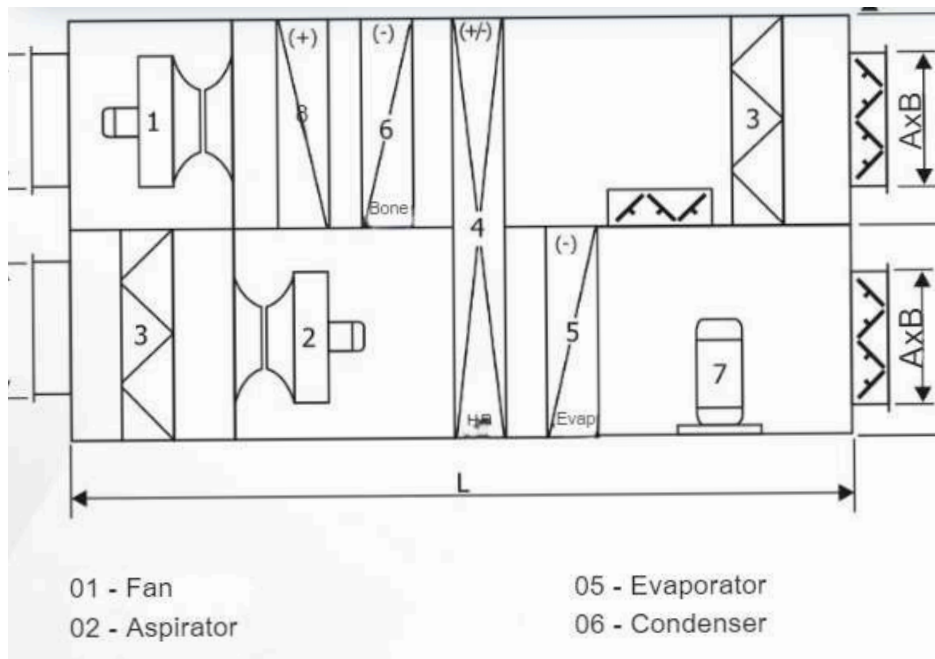 (+) (-) (+/-)
1 8 6 3 AxB
Bone
4
(-)
3 2 5 7 AxB
Evap
L
01 - Fan 05 - Evaporator
02 - Aspirator 06 - Condenser